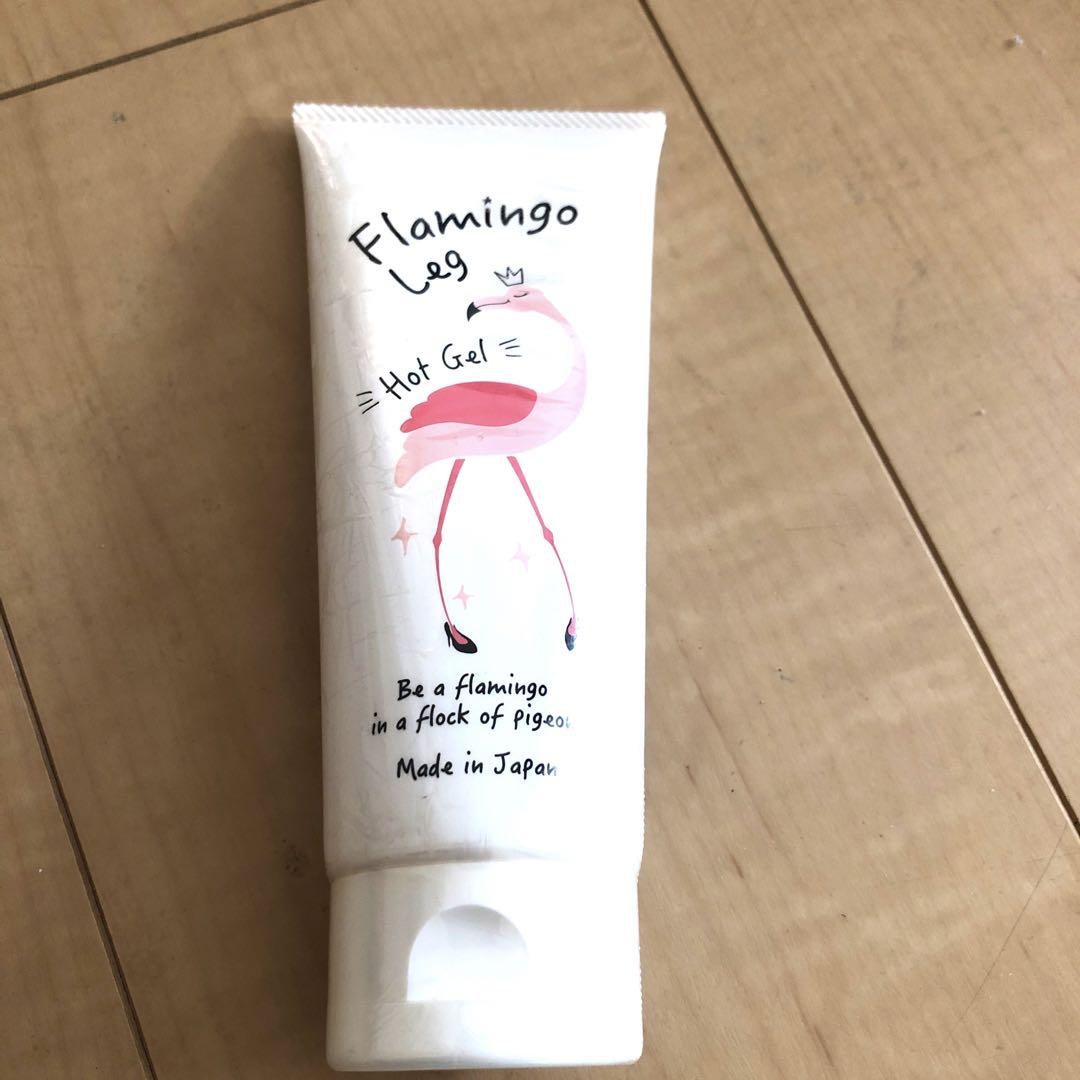 Flamingo
Leg
Hot Gel
Be a flamingo
in a flock of
Made in Japan